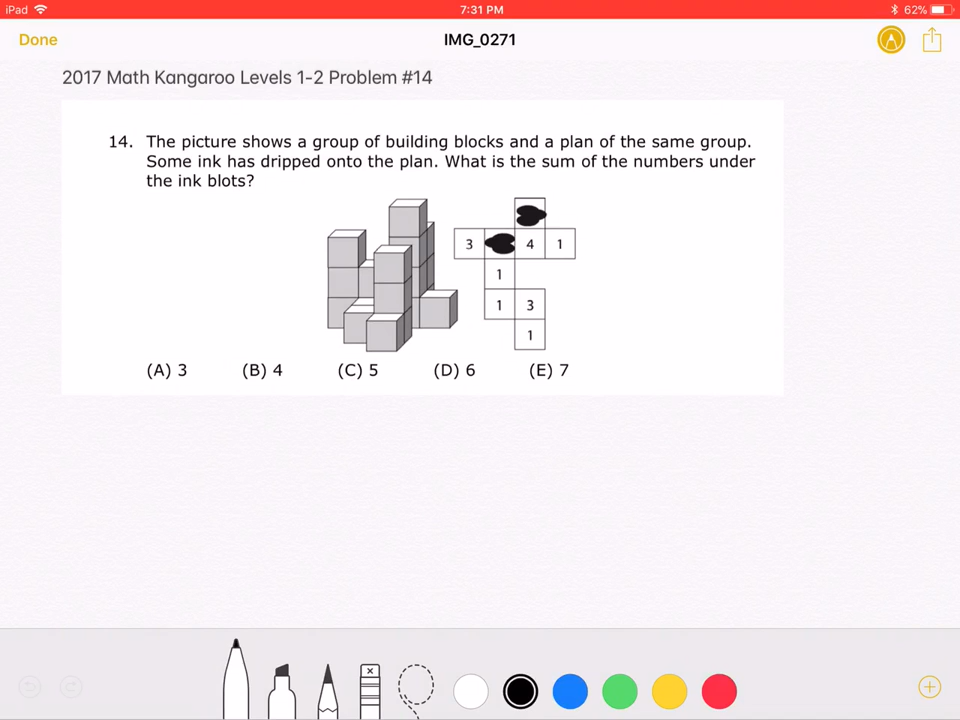 iPad 7:31 PM 62%
Done IMG_0271
2017 Math Kangaroo Levels 1-2 Problem #14
14. The picture shows a group of building blocks and a plan of the same group.
Some ink has dripped onto the plan. What is the sum of the numbers under
the ink blots?
3 4 1
1
1 3
1
(A) 3 (B) 4 (C) 5 (D) 6 (E) 7